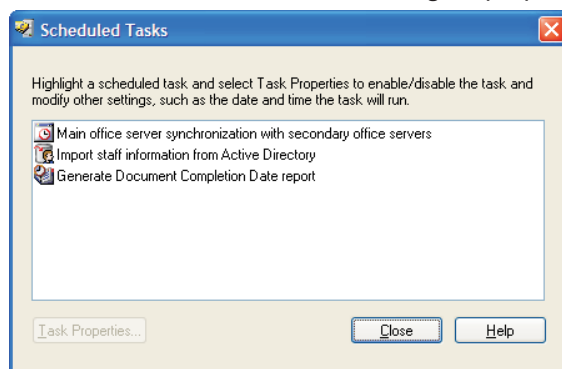 Scheduled Tasks
Highlight a scheduled task and select Task Properties to enable/disable the task and
modify other settings, such as the date and time the task will run.
Main office server synchronization with secondary office servers
Import staff information from Active Directory
Generate Document Completion Date report
Task Properties...
Close
Help